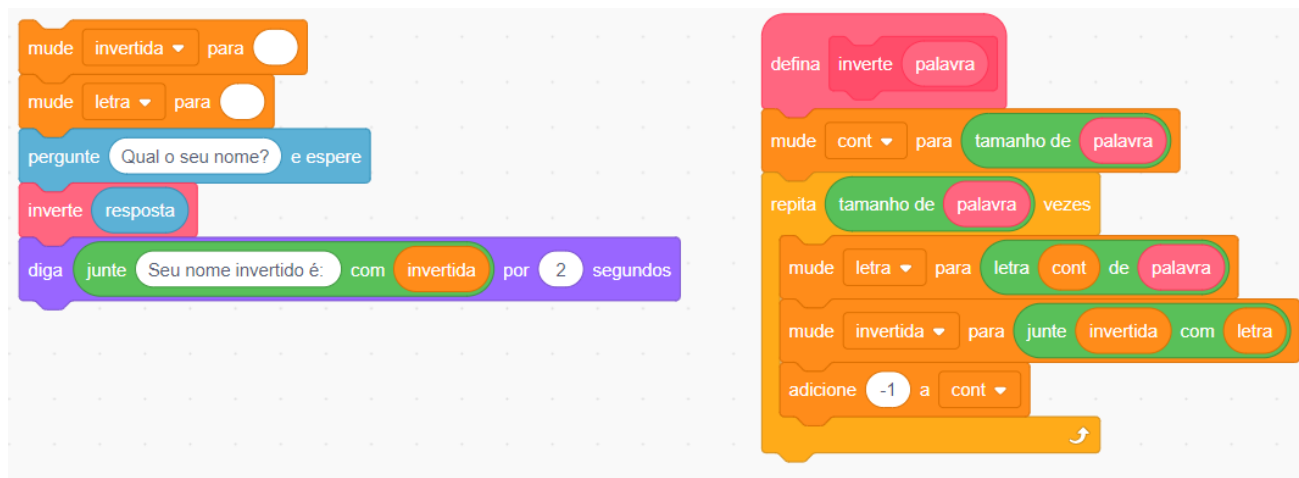 mude invertida para
mude letra para
pergunte Qual o seu nome? e espere
inverte resposta
diga junte Seu nome invertido é: com invertida por 2 segundos
defina inverte palavra
mude cont para tamanho de palavra
repita tamanho de palavra vezes
mude letra para letra cont de palavra
mude invertida para junte invertida com letra
adicione -1 a cont